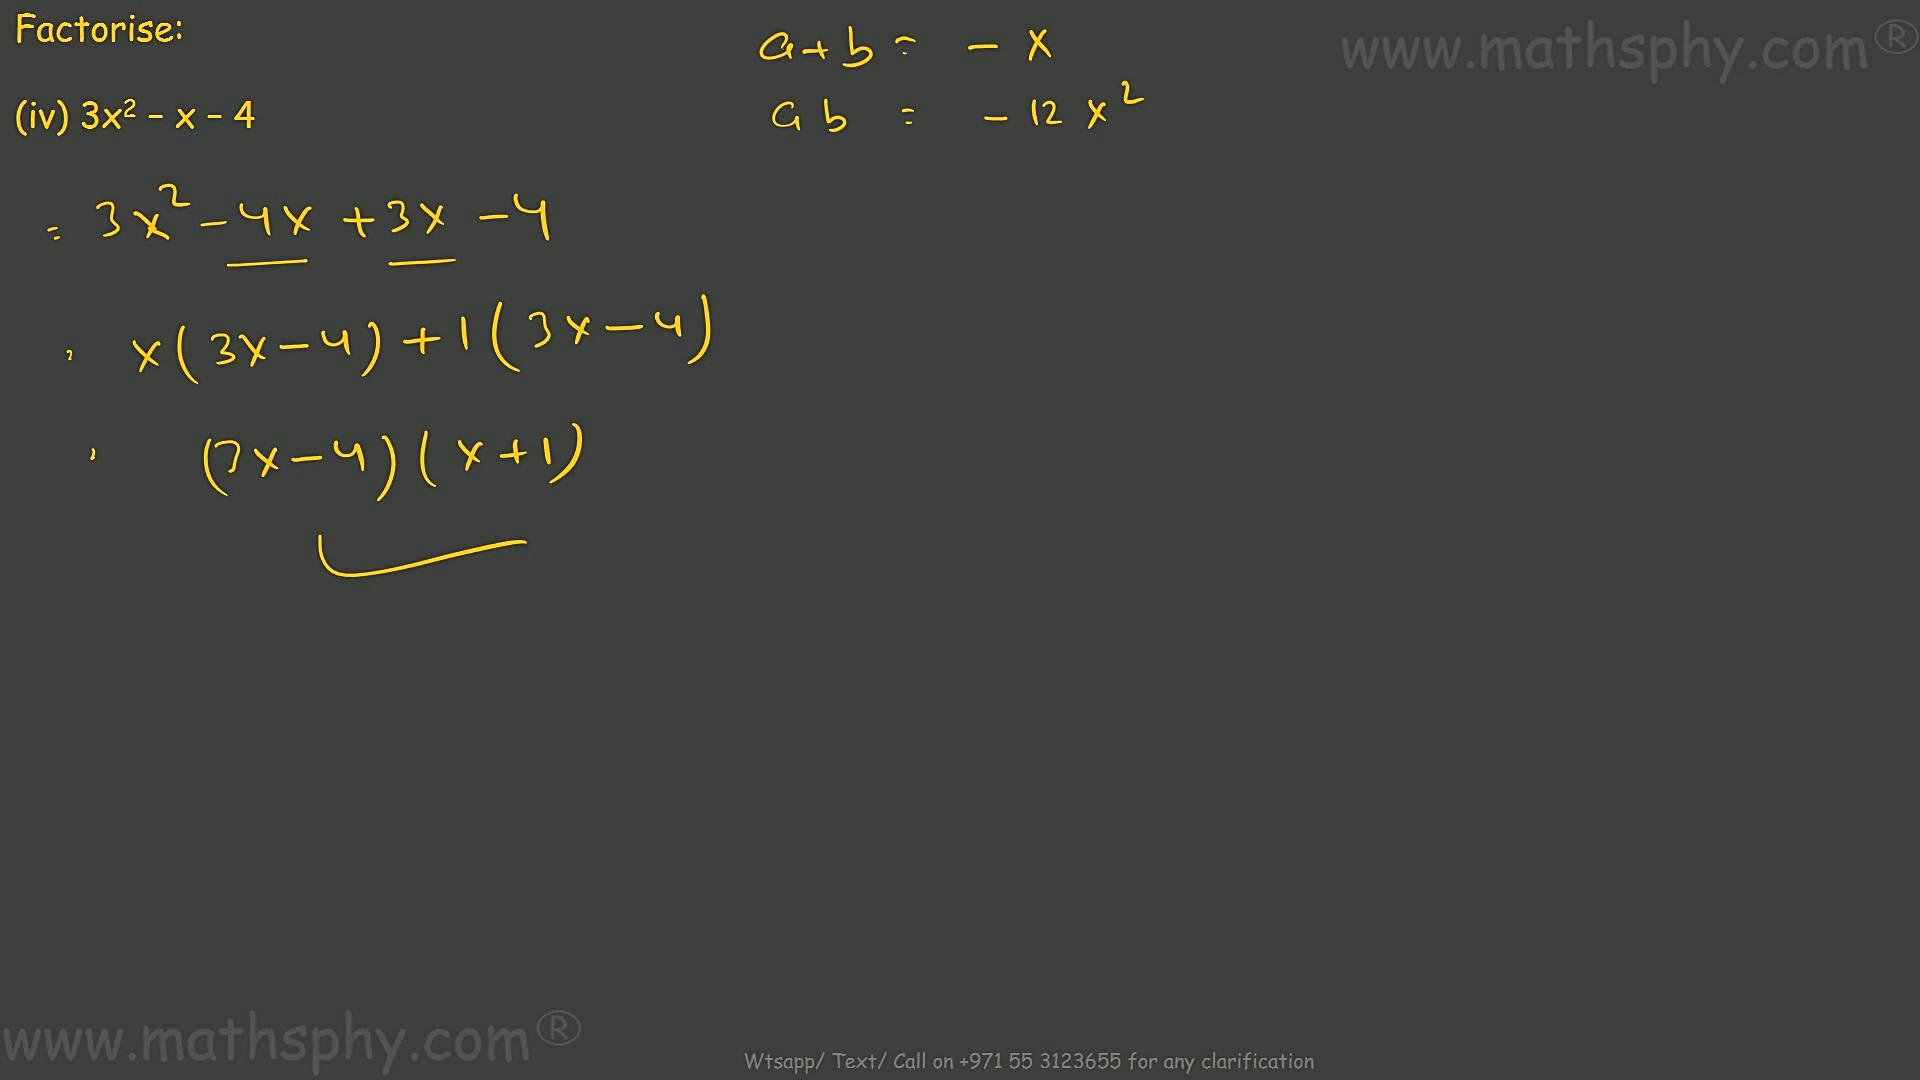 Factorise:
(iv) 3x² – x – 4
a+b = - x
ab = - 12 x²
= 3x² - 4x + 3x - 4
= x(3x-4)+1(3x-4)
= (3x-4)(x+1)
www.mathsphy.com®
www.mathsphy.com®
Wtsapp/ Text/ Call on +971 55 3123655 for any clarification